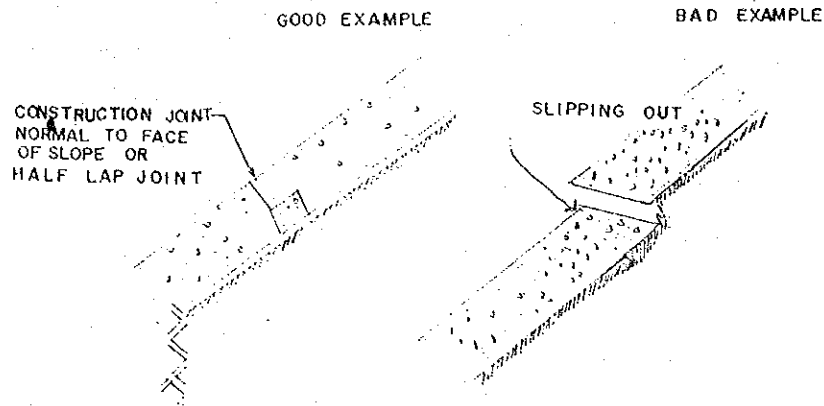 GOOD EXAMPLE
BAD EXAMPLE
CONSTRUCTION JOINT
NORMAL TO FACE
OF SLOPE OR
HALF LAP JOINT
SLIPPING OUT